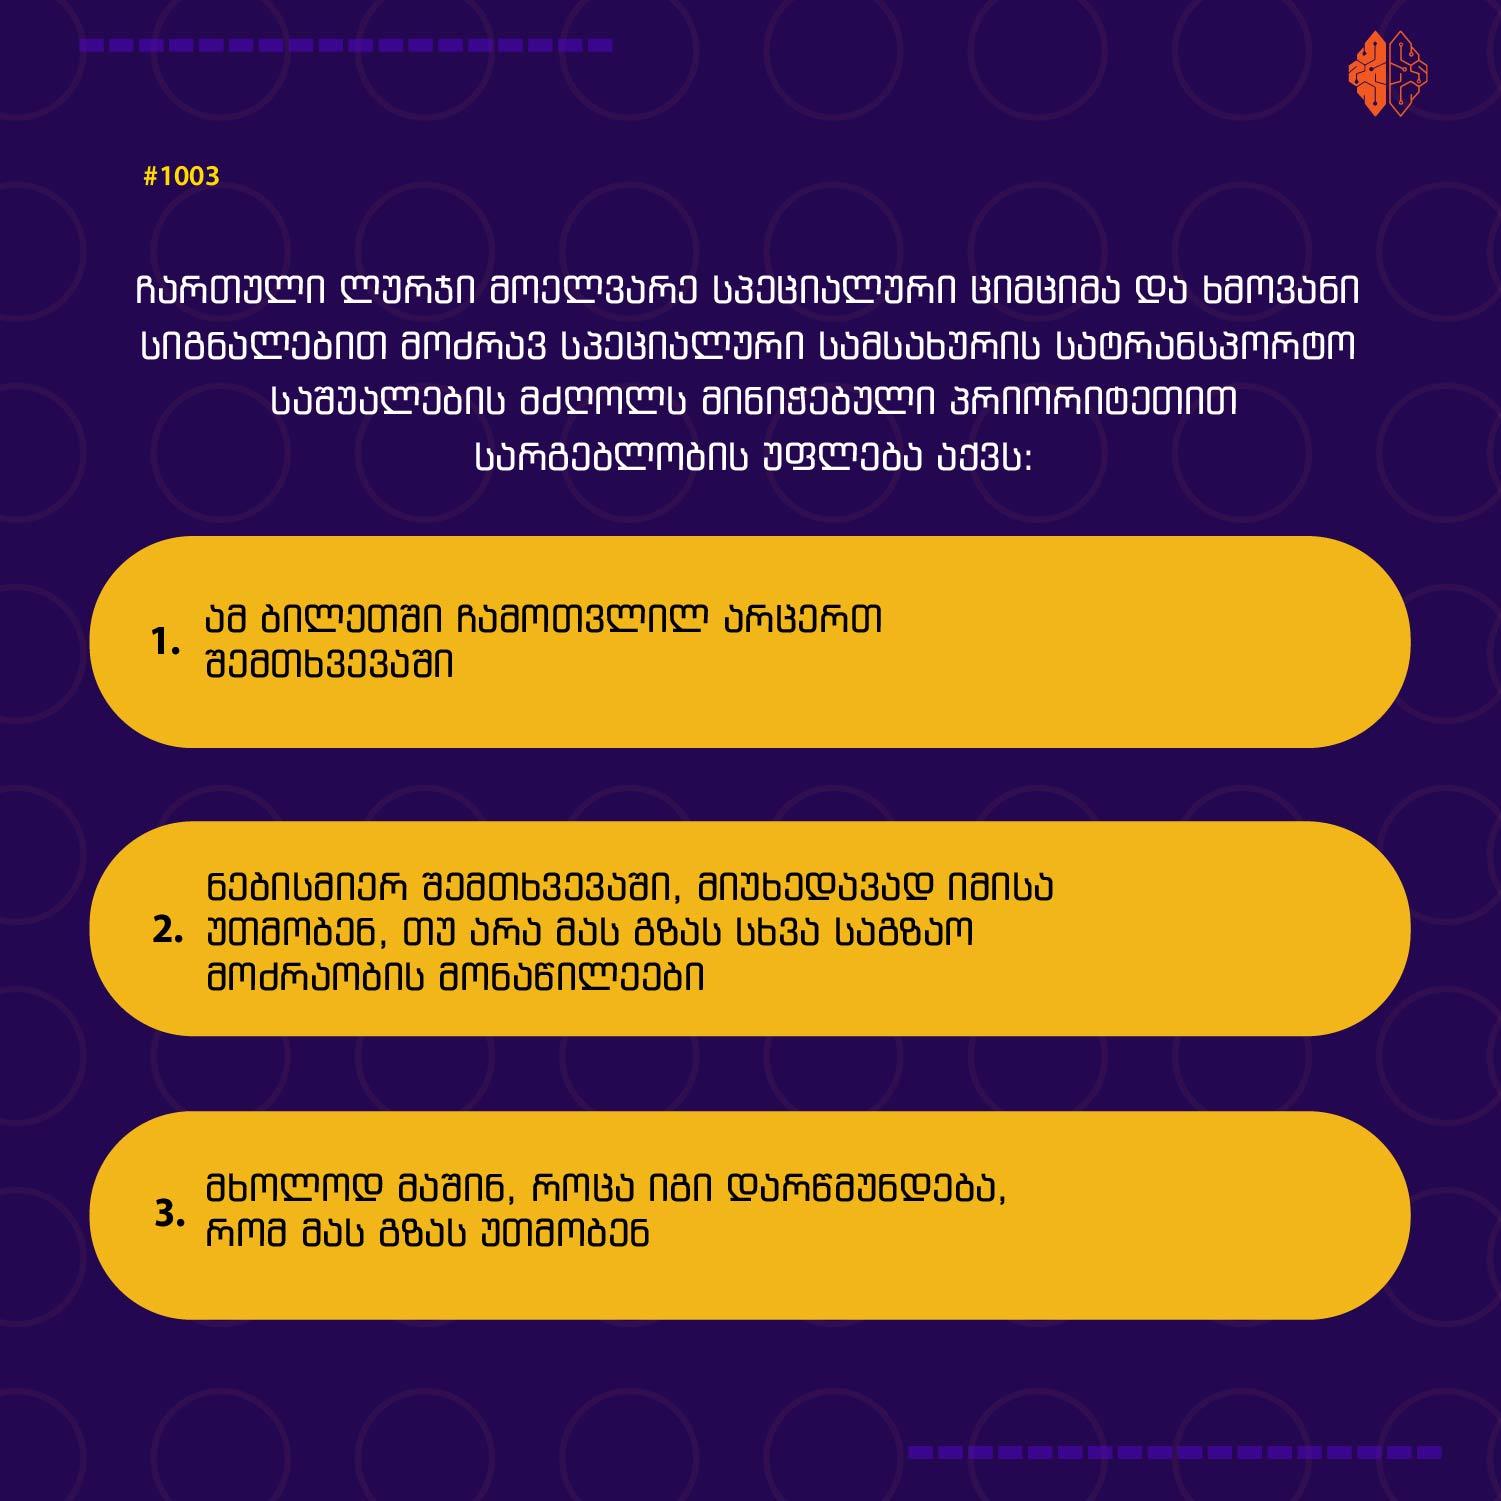 #1003
ჩართული ლურჯი მოელვარე სპეციალური ციმციმა და ხმოვანი
სიგნალებით მოძრავ სპეციალური სამსახურის სატრანსპორტო
საშუალების მძღოლს მინიჭებული პრიორიტეთით
სარგებლობის უფლება აქვს:
1. ამ ბილეთში ჩამოთვლილ არცერთ
შემთხვევაში
ნებისმიერ შემთხვევაში, მიუხედავად იმისა
2. უთმობენ, თუ არა მას გზას სხვა საგზაო
მოძრაობის მონაწილეები
3. მხოლოდ მაშინ, როცა იგი დარწმუნდება,
რომ მას გზას უთმობენ